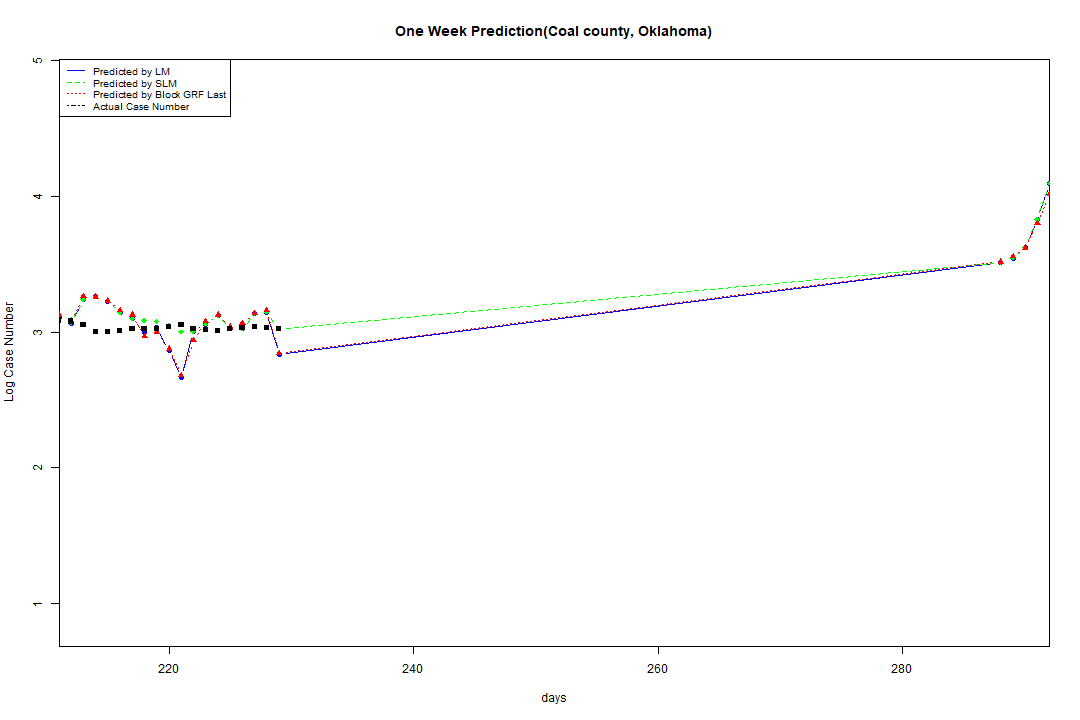 One Week Prediction(Coal county, Oklahoma)
Predicted by LM
Predicted by SLM
Predicted by Block GRF Last
Actual Case Number
5
4
3
2
1
Log Case Number
220 240 260 280
days